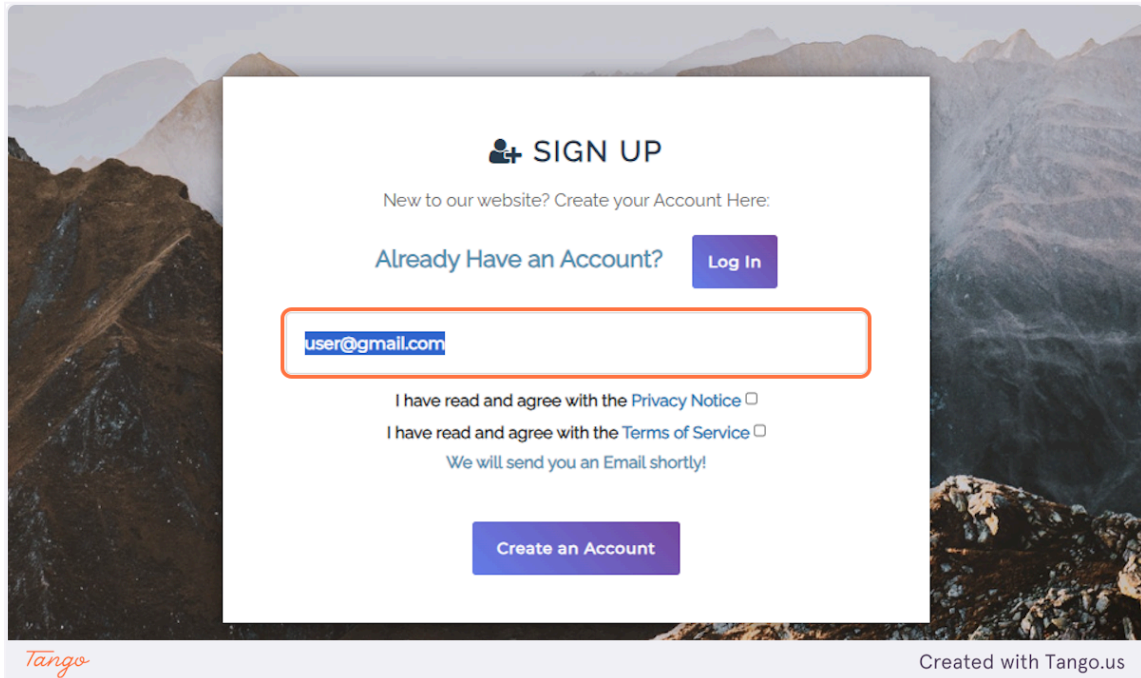 SIGN UP
New to our website? Create your Account Here:
Already Have an Account? Log In
user@gmail.com
I have read and agree with the Privacy Notice
I have read and agree with the Terms of Service
We will send you an Email shortly!
Create an Account
Tango Created with Tango.us